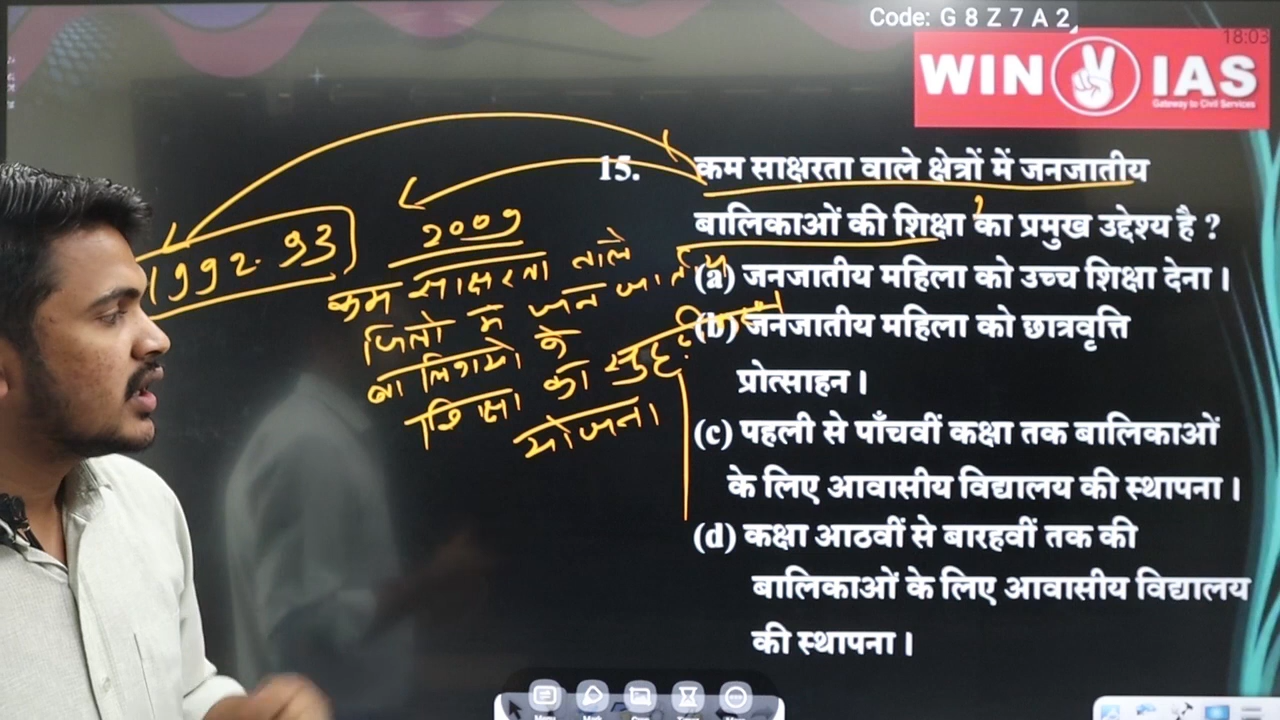 Code: G 8 Z 7 A 2
18:03
WIN IAS
Gateway to Civil Services
15. कम साक्षरता वाले क्षेत्रों में जनजातीय
बालिकाओं की शिक्षा का प्रमुख उद्देश्य है ?
(a) जनजातीय महिला को उच्च शिक्षा देना।
(b) जनजातीय महिला को छात्रवृत्ति
प्रोत्साहन।
(c) पहली से पाँचवीं कक्षा तक बालिकाओं
के लिए आवासीय विद्यालय की स्थापना।
(d) कक्षा आठवीं से बारहवीं तक की
बालिकाओं के लिए आवासीय विद्यालय
की स्थापना।
1992-93
2009
कम साक्षरता वाले
जिलो में जनजातीय
के
शिक्षा का सुदृढ़ीकरण
योजना